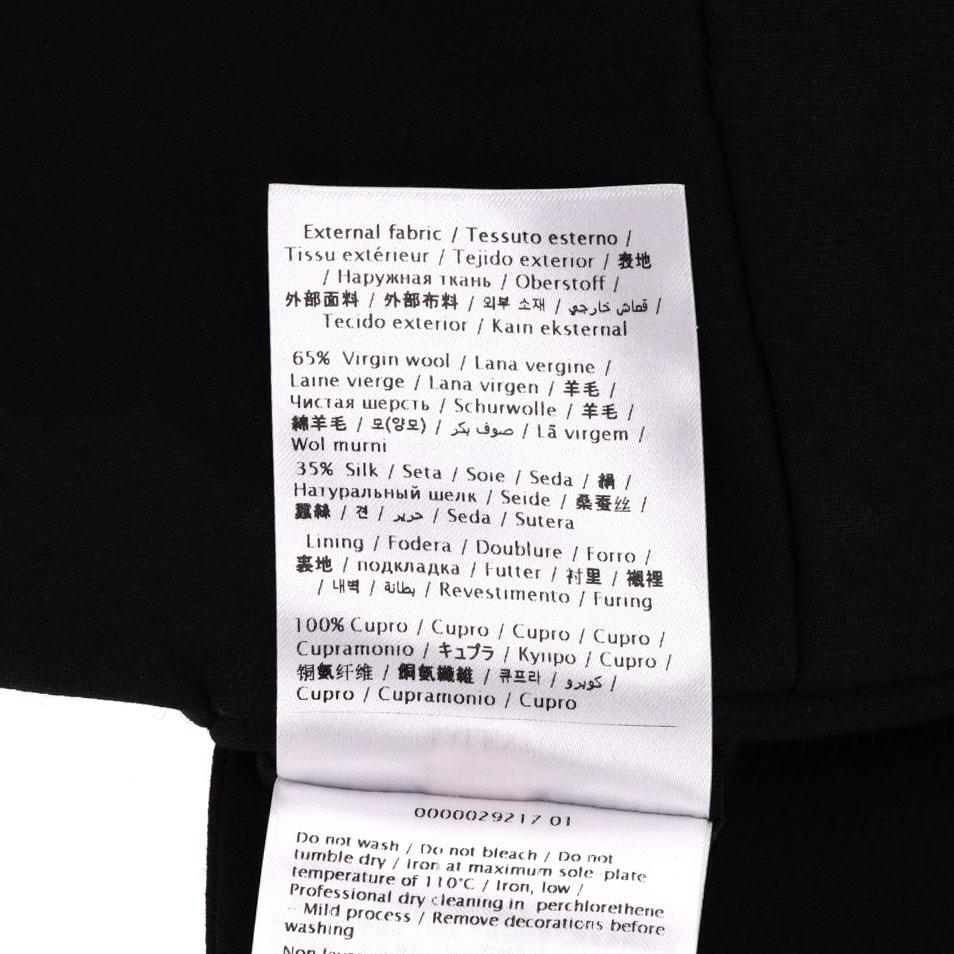 External fabric / Tessuto esterno /
Tissu extérieur / Tejido exterior / 表地
/ Наружная ткань / Oberstoff /
外部面料 / 外部布料 / 외부 소재 / قماش خارجي /
Tecido exterior / Kain eksternal
65% Virgin wool / Lana vergine /
Laine vierge / Lana virgen / 羊毛 /
Чистая шерсть / Schurwolle / 羊毛 /
綿羊毛 / 모(양모) / صوف بكر / Lã virgem /
Wol murni
35% Silk / Seta / Soie / Seda / 絹 /
Натуральный шелк / Seide / 桑蚕丝 /
蠶絲 / 견 / حرير / Seda / Sutera
Lining / Fodera / Doublure / Forro /
裏地 / подкладка / Futter / 衬里 / 襯裡
/ 내벽 / بطانة / Revestimento / Furing
100% Cupro / Cupro / Cupro / Cupro /
Cupramonio / キュプラ / Купро / Cupro /
铜氨纤维 / 銅氨纖維 / 큐프라 / كوبرو /
Cupro / Cupramonio / Cupro
0000029217 01
Do not wash / Do not bleach / Do not
tumble dry / Iron at maximum sole-plate
temperature of 110°C / Iron, low /
Professional dry cleaning in perchlorethene
- Mild process / Remove decorations before
washing